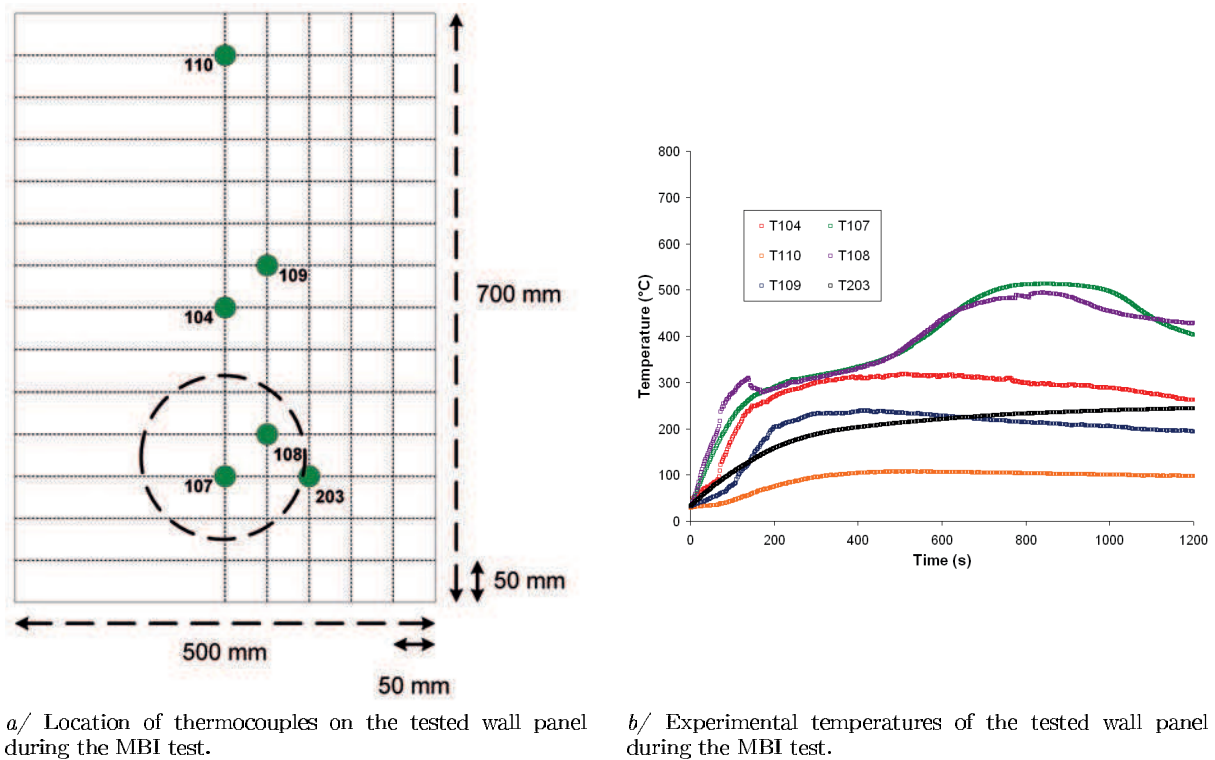 110
109
104
108
107
203
700 mm
50 mm
500 mm
50 mm
a/ Location of thermocouples on the tested wall panel
during the MBI test.
800
700
600
500
400
300
200
100
0
Temperature (°C)
T104 T107
T110 T108
T109 T203
0 200 400 600 800 1000 1200
Time (s)
b/ Experimental temperatures of the tested wall panel
during the MBI test.